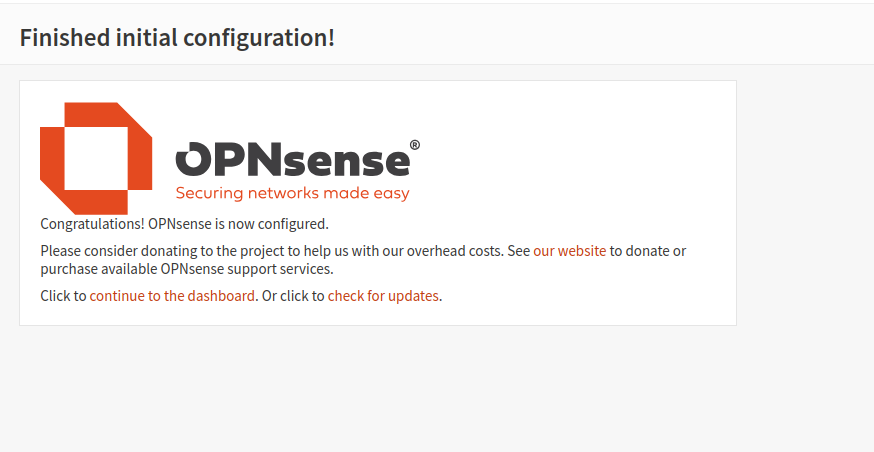 Finished initial configuration!
OPNsense®
Securing networks made easy
Congratulations! OPNsense is now configured.
Please consider donating to the project to help us with our overhead costs. See our website to donate or
purchase available OPNsense support services.
Click to continue to the dashboard. Or click to check for updates.